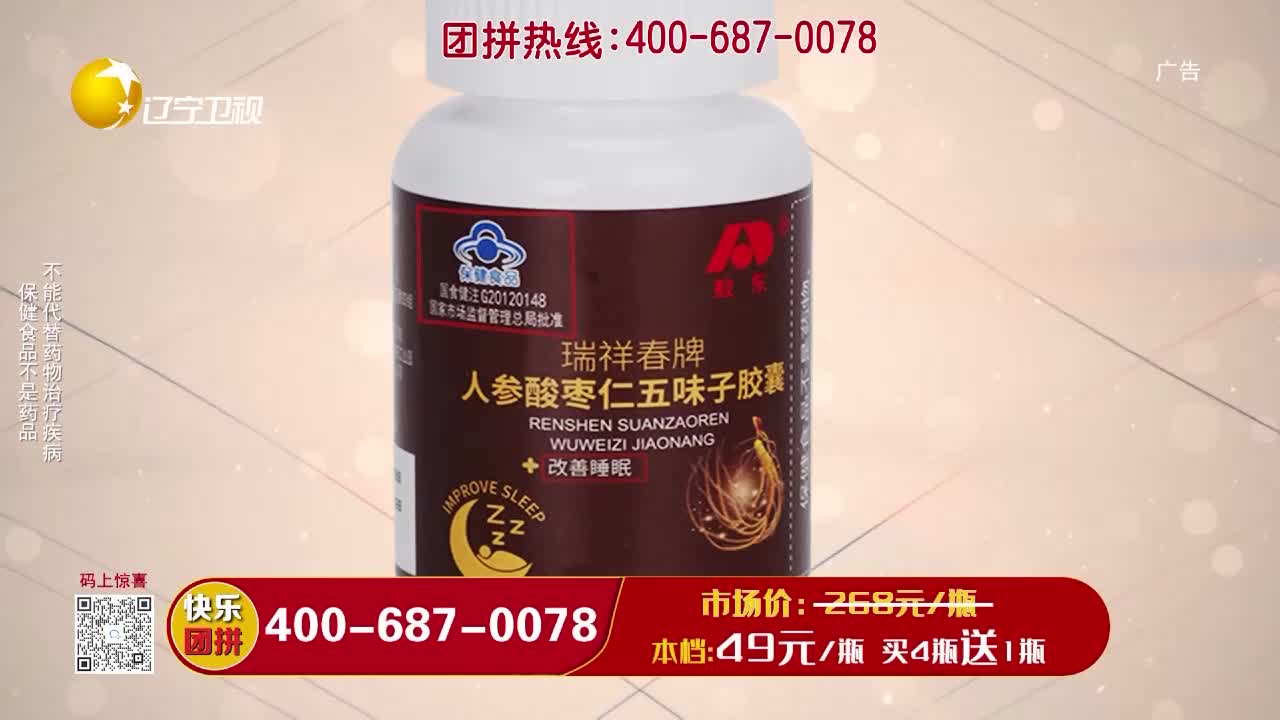 团拼热线:400-687-0078
广告
辽宁卫视
不能代替药物治疗疾病
保健食品不是药品
保健食品
国食健注G20120148
国家市场监督管理总局批准
瑞祥春牌
人参酸枣仁五味子胶囊
RENSHEN SUANZAOREN
WUWEIZI JIAONANG
+改善睡眠
IMPROVE SLEEP
ZZZ
码上惊喜
快乐
团拼
400-687-0078
市场价:268元/瓶
本档:49元/瓶 买4瓶送1瓶